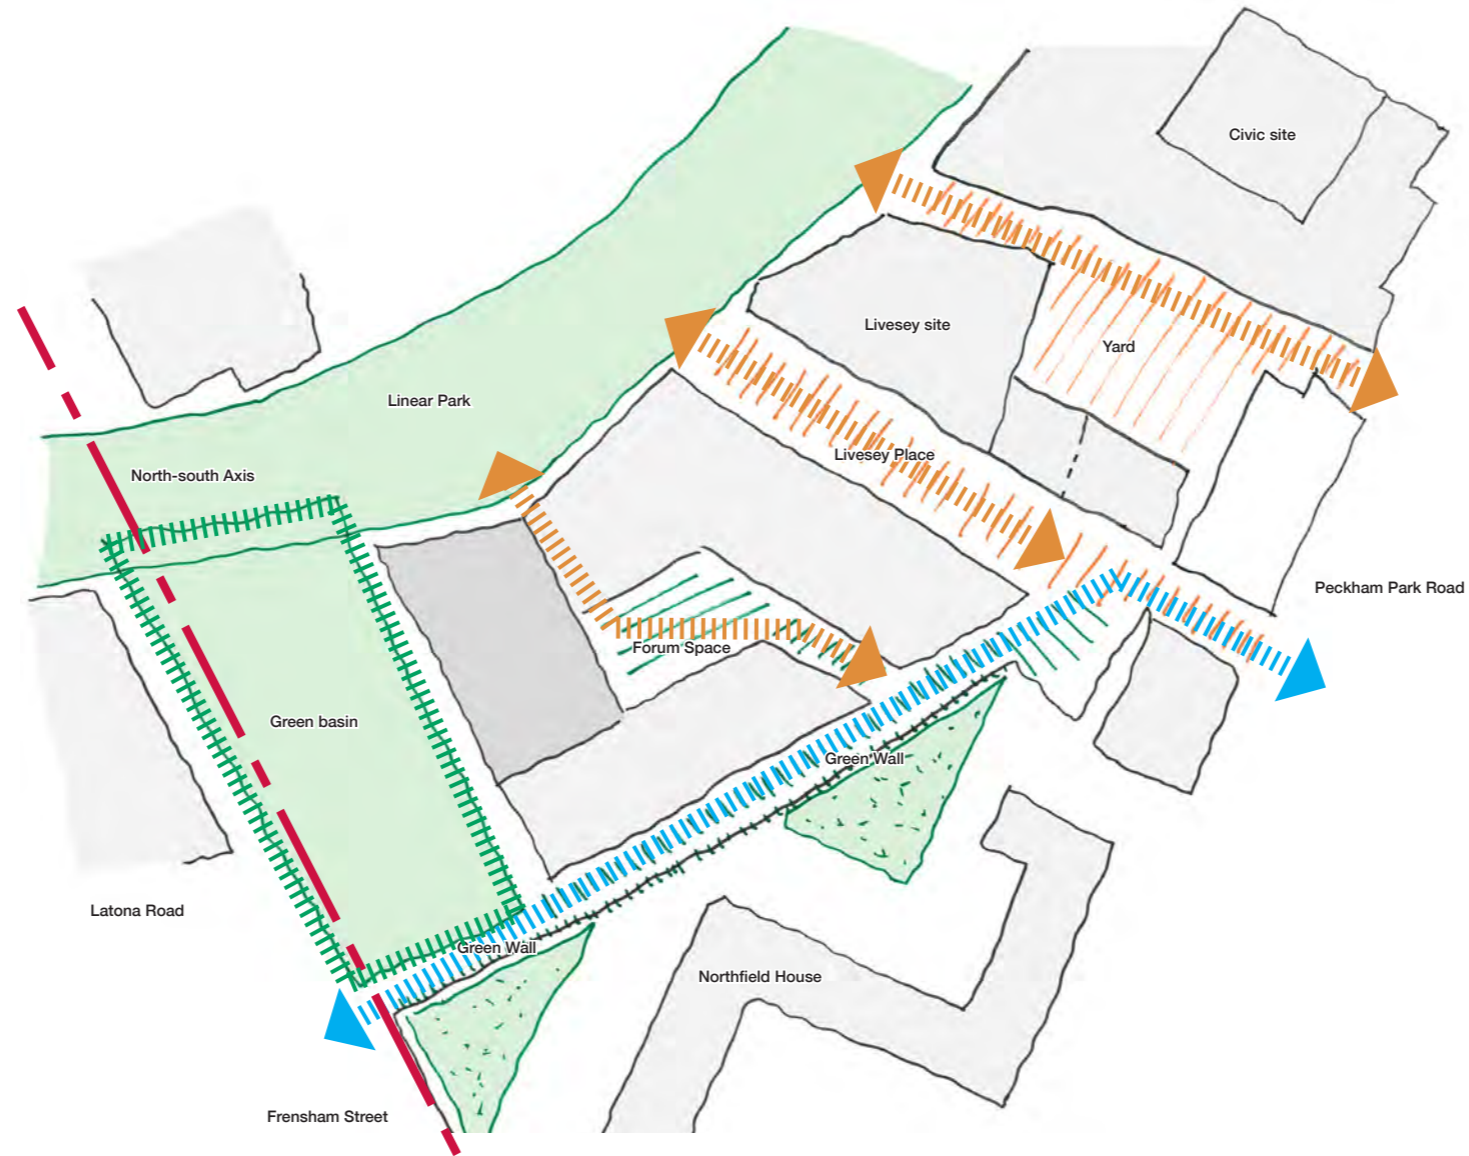 Civic site
Livesey site
Yard
Linear Park
Livesey Place
North-south Axis
Peckham Park Road
Forum Space
Green basin
Green Wall
Latona Road
Green Wall
Northfield House
Frensham Street